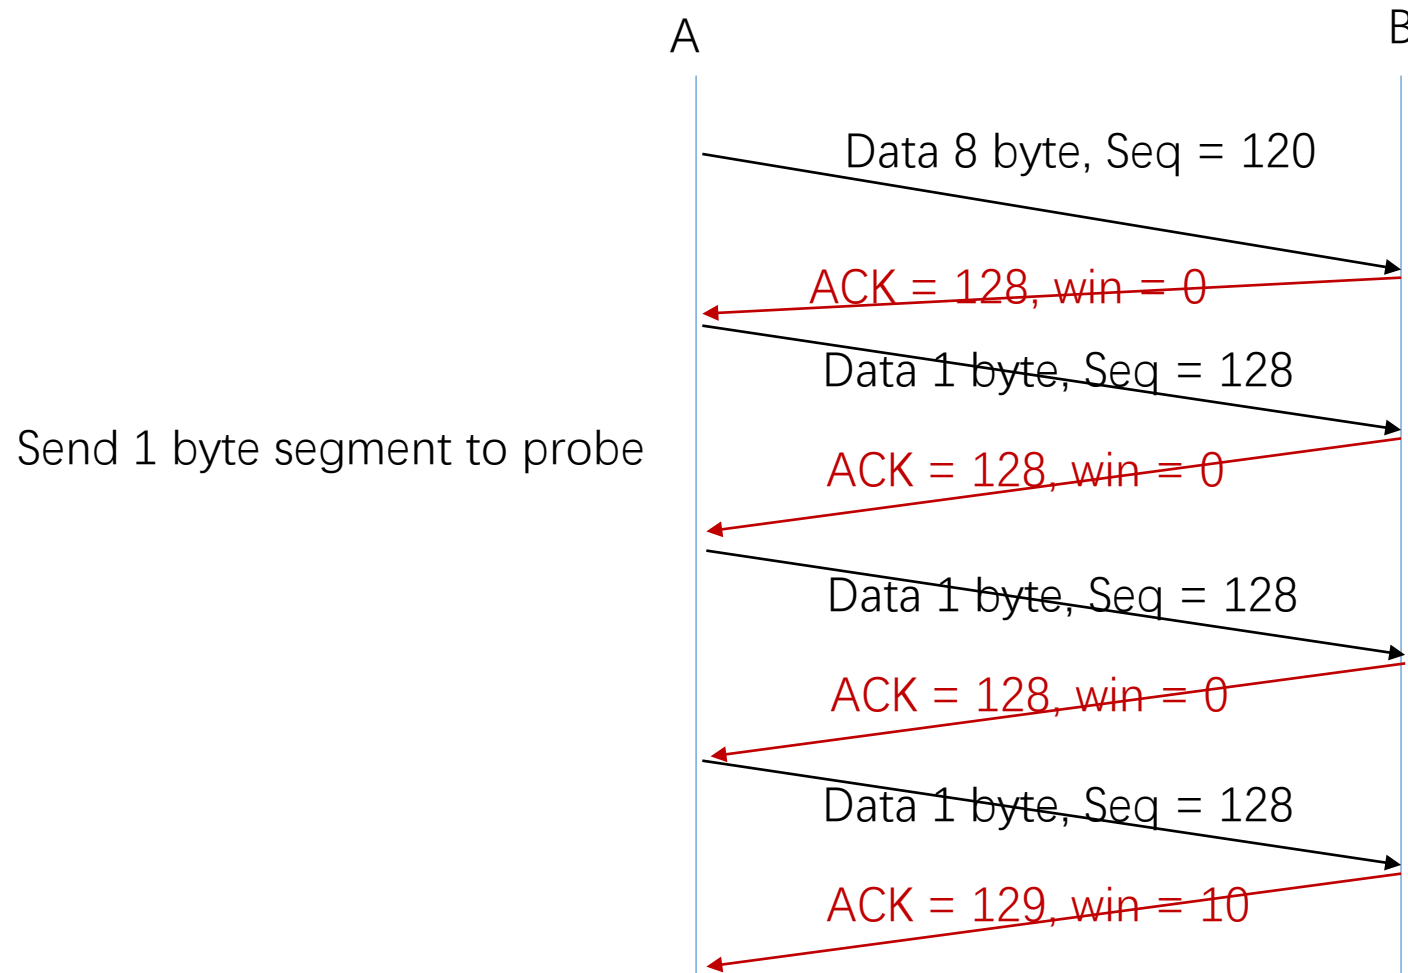 A
B
Data 8 byte, Seq = 120
ACK = 128, win = 0
Data 1 byte, Seq = 128
Send 1 byte segment to probe
ACK = 128, win = 0
Data 1 byte, Seq = 128
ACK = 128, win = 0
Data 1 byte, Seq = 128
ACK = 129, win = 10